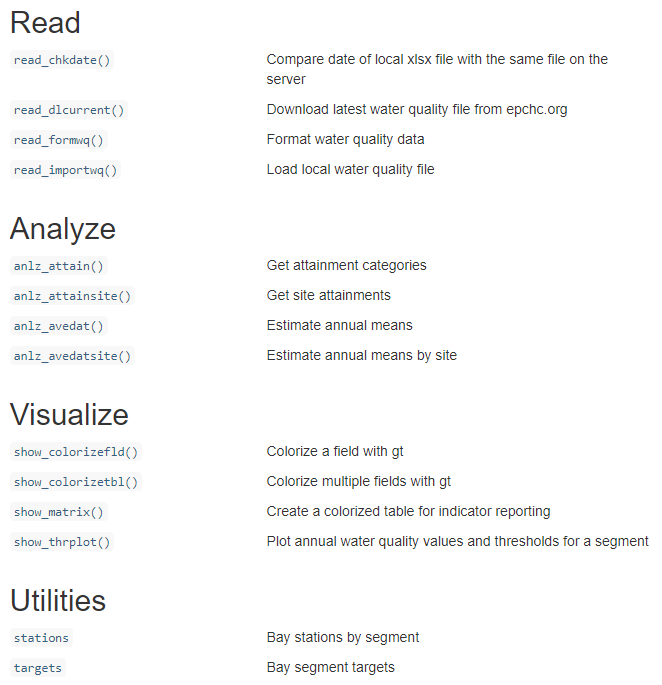 Read
read_chkdate() Compare date of local xlsx file with the same file on the
server
read_dlcurrent() Download latest water quality file from epchc.org
read_formwq() Format water quality data
read_importwq() Load local water quality file
Analyze
anlz_attain() Get attainment categories
anlz_attainsite() Get site attainments
anlz_avedat() Estimate annual means
anlz_avedatsite() Estimate annual means by site
Visualize
show_colorizefld() Colorize a field with gt
show_colorizetbl() Colorize multiple fields with gt
show_matrix() Create a colorized table for indicator reporting
show_thrplot() Plot annual water quality values and thresholds for a segment
Utilities
stations Bay stations by segment
targets Bay segment targets